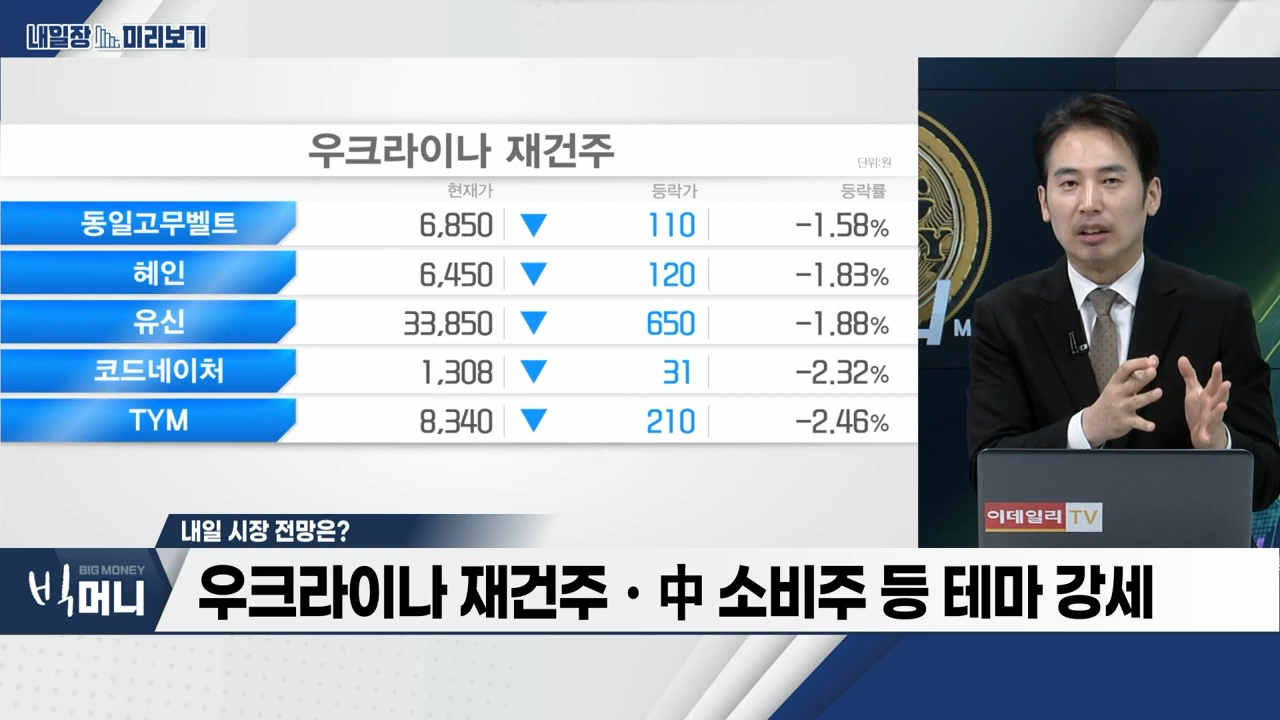 내일장 미리보기
우크라이나 재건주
단위:원
현재가 등락가 등락률
동일고무벨트 6,850 ▼ 110 -1.58%
혜인 6,450 ▼ 120 -1.83%
유신 33,850 ▼ 650 -1.88%
코드네이처 1,308 ▼ 31 -2.32%
TYM 8,340 ▼ 210 -2.46%
이데일리 TV
내일 시장 전망은?
BIG MONEY
빅머니
우크라이나 재건주·中 소비주 등 테마 강세